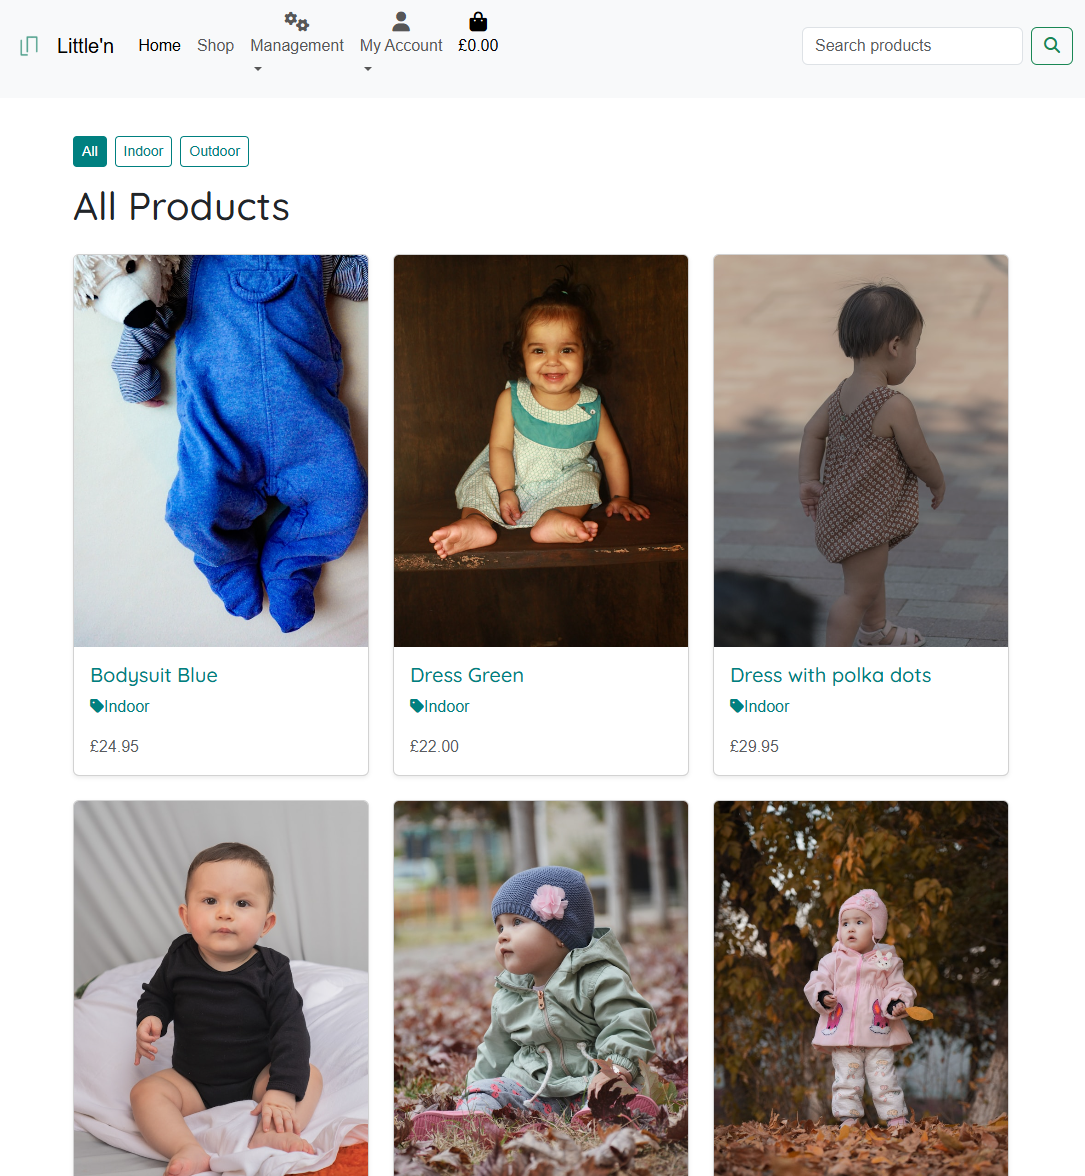 Little'n Home Shop Management My Account £0.00 Search products
All Indoor Outdoor
All Products
Bodysuit Blue
Indoor
£24.95
Dress Green
Indoor
£22.00
Dress with polka dots
Indoor
£29.95